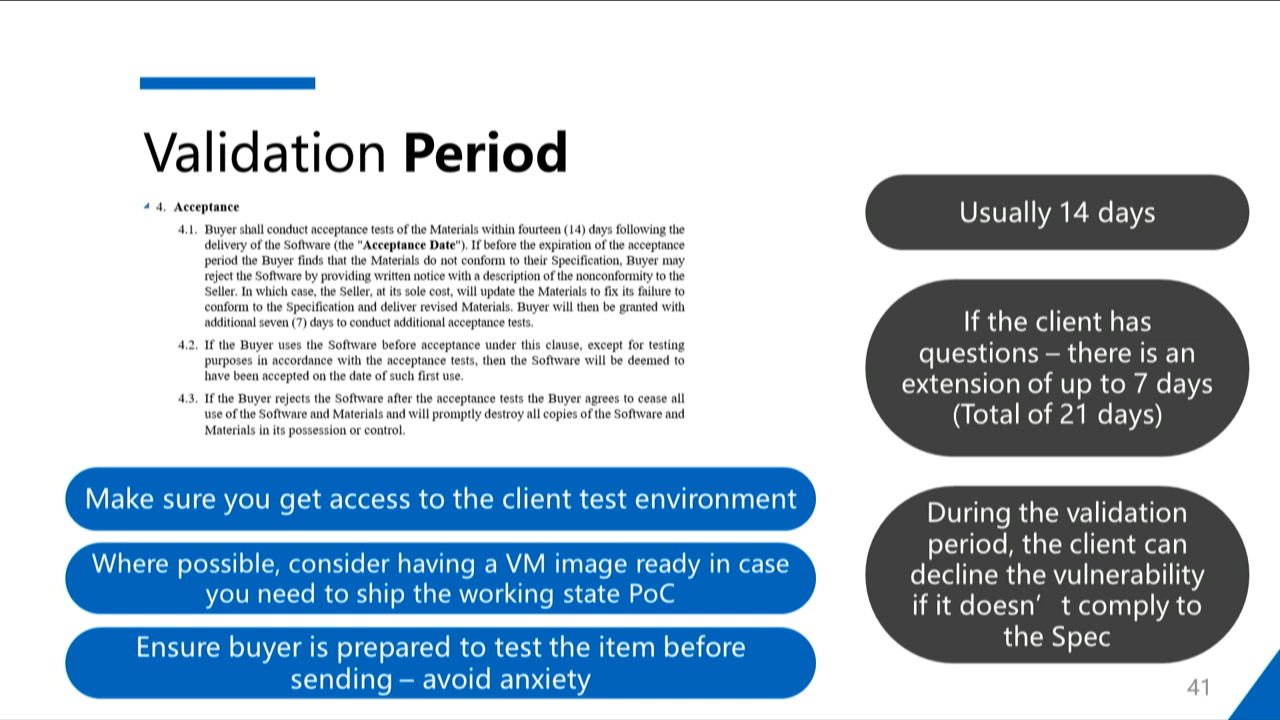 Validation Period
4. Acceptance
4.1. Buyer shall conduct acceptance tests of the Materials within fourteen (14) days following the
delivery of the Software (the "Acceptance Date"). If before the expiration of the acceptance
period the Buyer finds that the Materials do not conform to their Specification, Buyer may
reject the Software by providing written notice with a description of the nonconformity to the
Seller. In which case, the Seller, at its sole cost, will update the Materials to fix its failure to
conform to the Specification and deliver revised Materials. Buyer will then be granted with
additional seven (7) days to conduct additional acceptance tests.
4.2. If the Buyer uses the Software before acceptance under this clause, except for testing
purposes in accordance with the acceptance tests, then the Software will be deemed to
have been accepted on the date of such first use.
4.3. If the Buyer rejects the Software after the acceptance tests the Buyer agrees to cease all
use of the Software and Materials and will promptly destroy all copies of the Software and
Materials in its possession or control.
Make sure you get access to the client test environment
Where possible, consider having a VM image ready in case
you need to ship the working state PoC
Ensure buyer is prepared to test the item before
sending – avoid anxiety
Usually 14 days
If the client has
questions – there is an
extension of up to 7 days
(Total of 21 days)
During the validation
period, the client can
decline the vulnerability
if it doesn’t comply to
the Spec
41